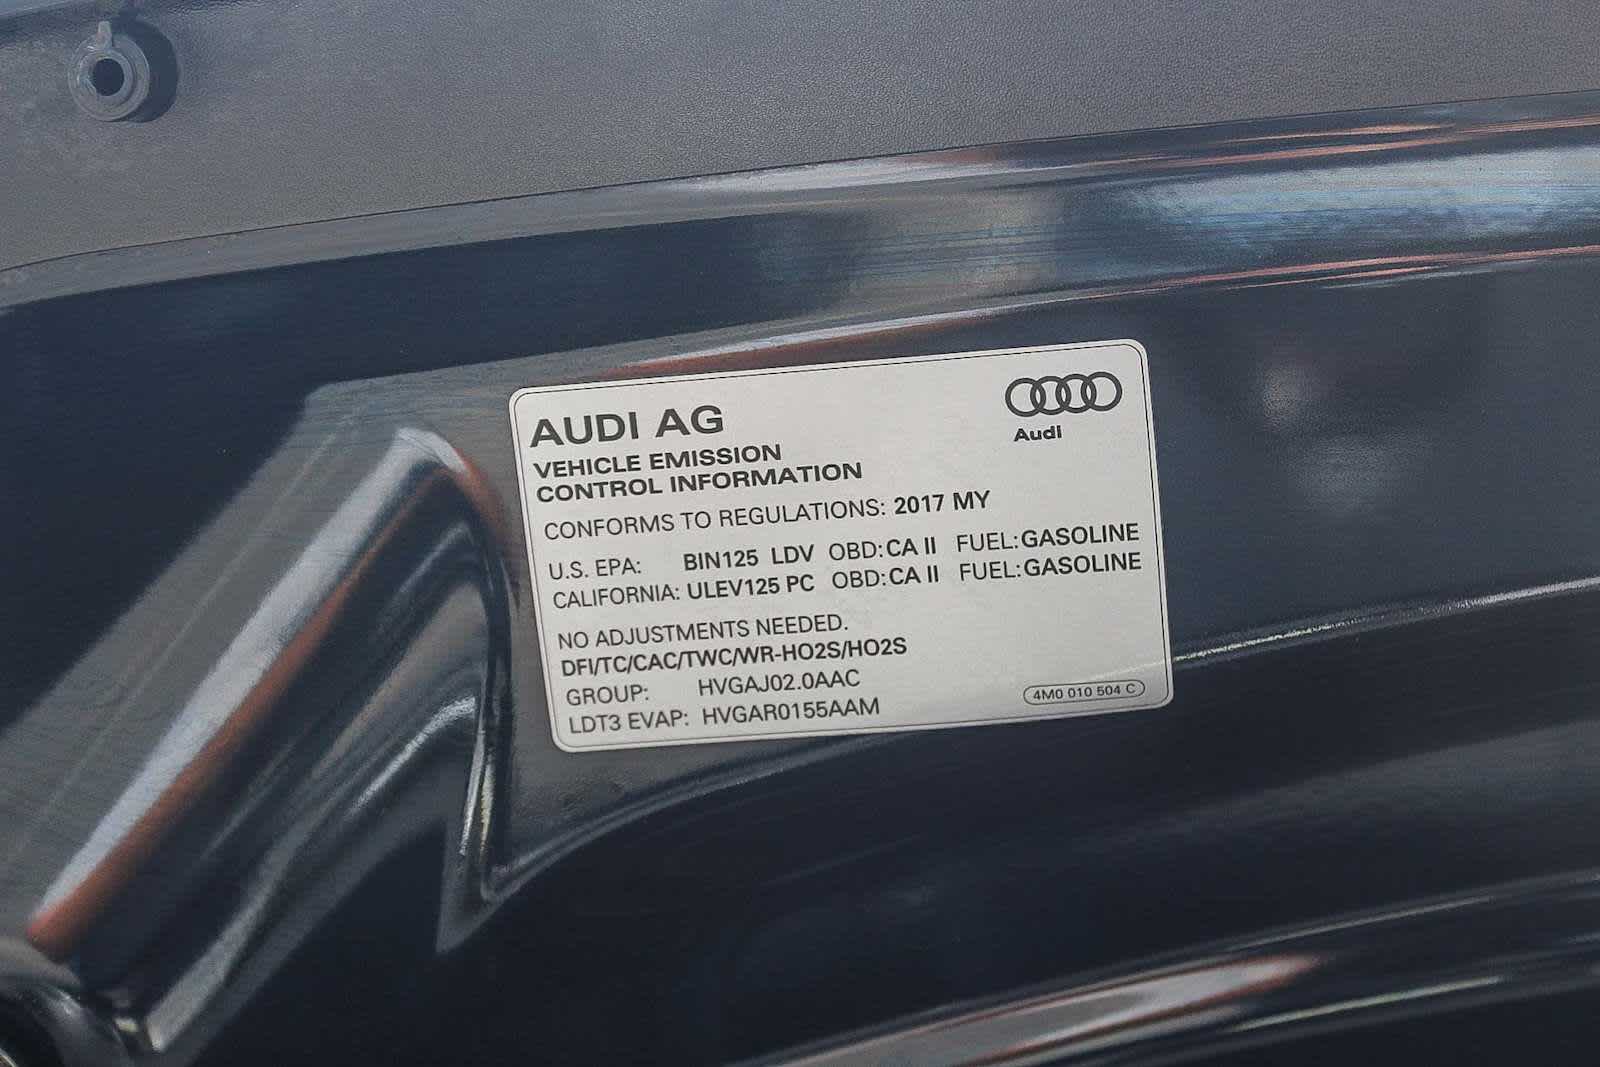 AUDI AG
Audi
VEHICLE EMISSION
CONTROL INFORMATION
CONFORMS TO REGULATIONS: 2017 MY
U.S. EPA: BIN125 LDV OBD: CA II FUEL: GASOLINE
CALIFORNIA: ULEV125 PC OBD: CA II FUEL: GASOLINE
NO ADJUSTMENTS NEEDED.
DFI/TC/CAC/TWC/WR-HO2S/HO2S
GROUP: HVGAJ02.0AAC
LDT3 EVAP: HVGAR0155AAM
4M0 010 504 C